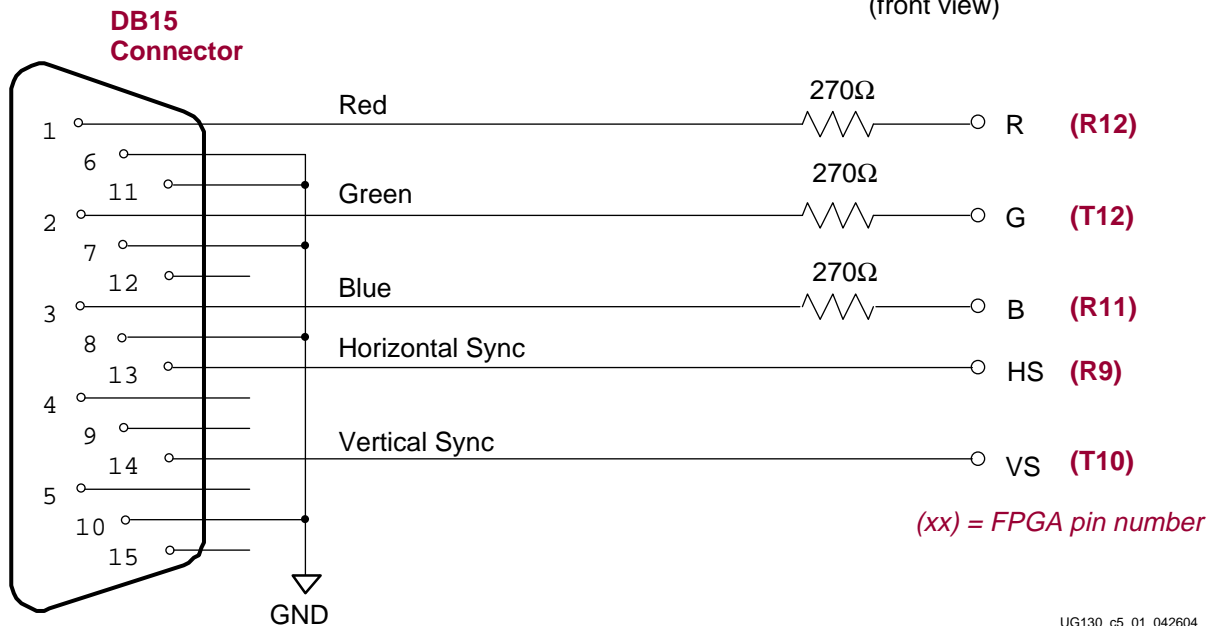 (front view)
DB15
Connector
1
Red
270Ω
R
(R12)
6
11
270Ω
2
Green
G
(T12)
7
12
270Ω
3
Blue
B
(R11)
8
13
Horizontal Sync
HS
(R9)
4
9
14
Vertical Sync
VS
(T10)
5
10
15
(xx) = FPGA pin number
GND
UG130_c5_01_042604